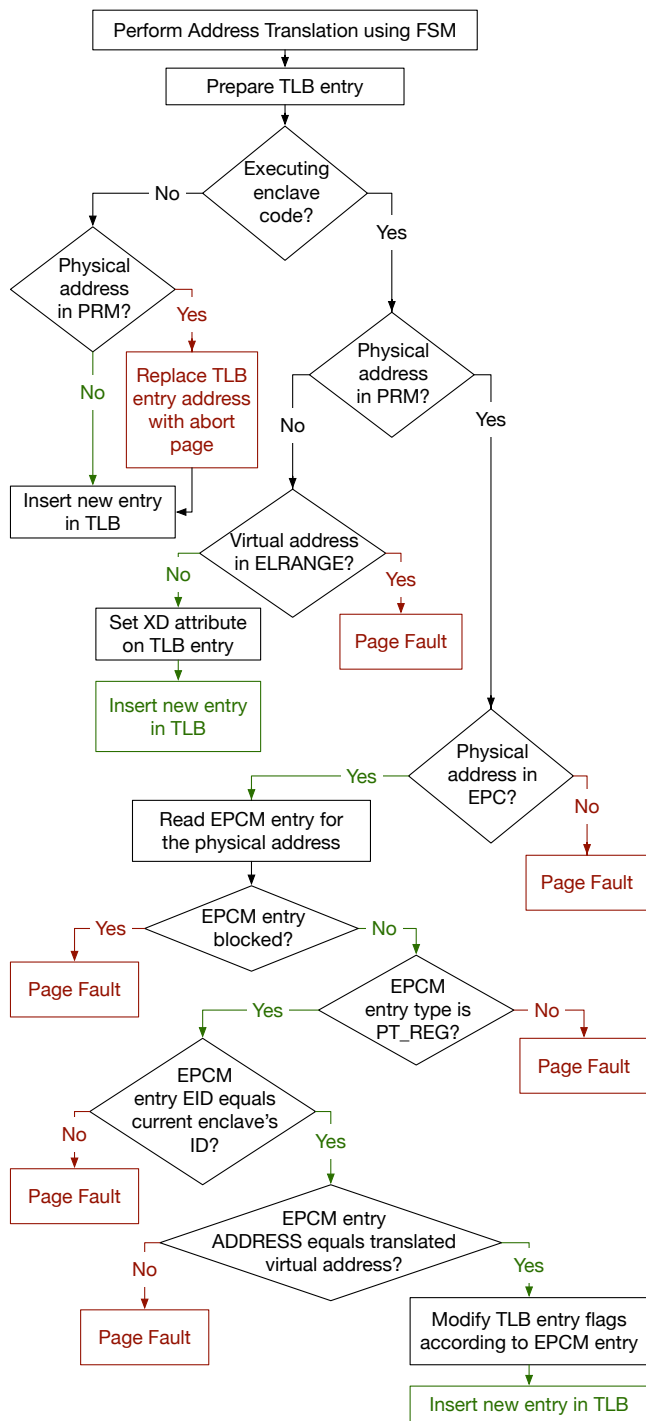 Perform Address Translation using FSM
Prepare TLB entry
Executing
enclave
code?
No
Yes
Physical
address
in PRM?
Yes
No
Replace TLB
entry address
with abort
page
Insert new entry
in TLB
Physical
address
in PRM?
No
Yes
Virtual address
in ELRANGE?
No
Yes
Set XD attribute
on TLB entry
Page Fault
Insert new entry
in TLB
Physical
address in
EPC?
Yes
No
Read EPCM entry for
the physical address
Page Fault
EPCM entry
blocked?
Yes
No
Page Fault
EPCM
entry type is
PT_REG?
Yes
No
Page Fault
EPCM
entry EID equals
current enclave's
ID?
No
Yes
Page Fault
EPCM entry
ADDRESS equals translated
virtual address?
No
Yes
Page Fault
Modify TLB entry flags
according to EPCM entry
Insert new entry in TLB